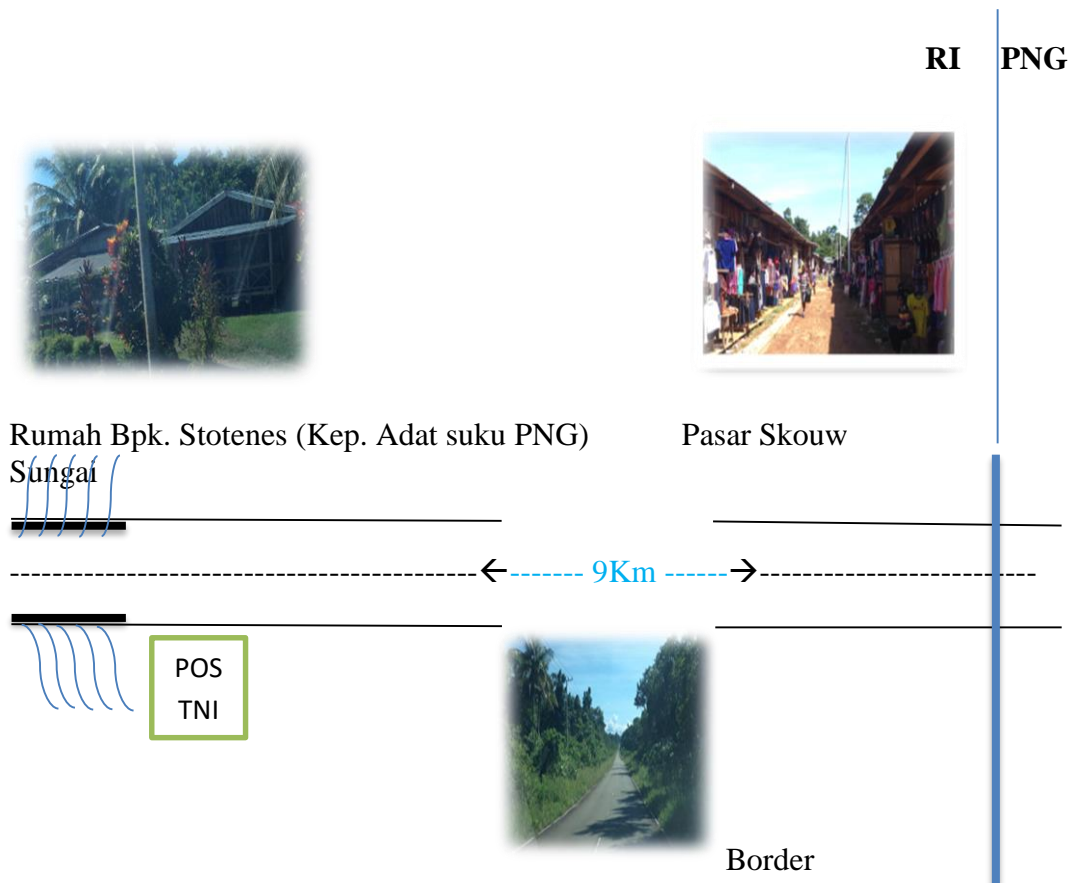 RI PNG
Rumah Bpk. Stotenes (Kep. Adat suku PNG) Pasar Skouw
Sungai
9Km
POS
TNI
Border